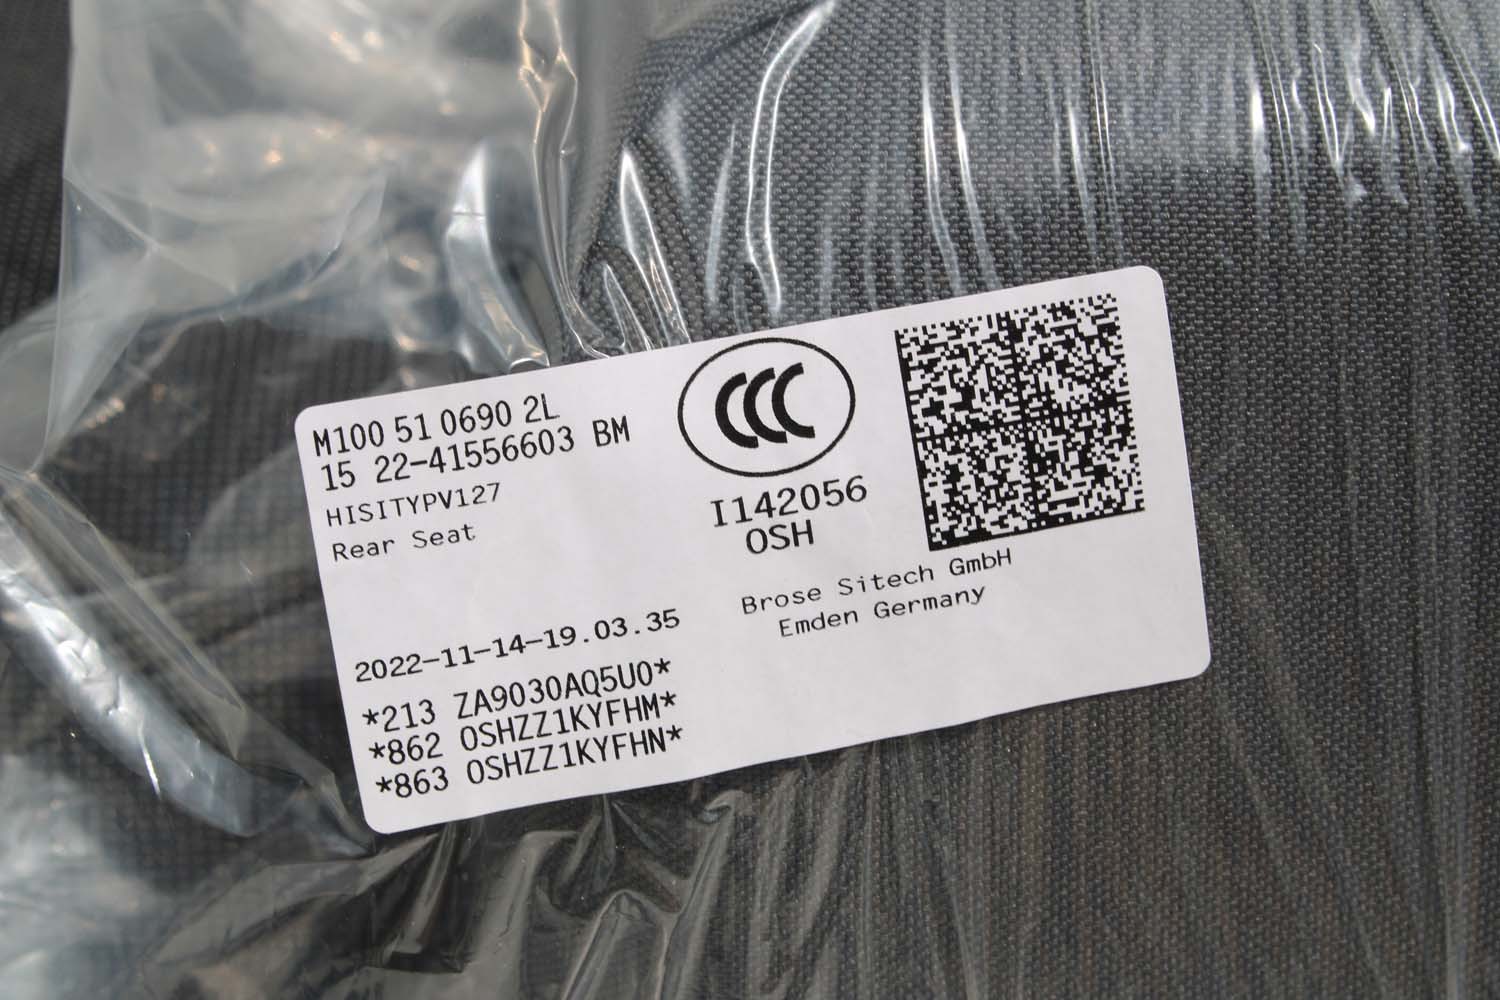 M100 51 0690 2L
15 22-41556603 BM
HISITYPV127
Rear Seat
CCC
I142056
OSH
Brose Sitech GmbH
Emden Germany
2022-11-14-19.03.35
*213 ZA9030AQ5U0*
*862 OSHZZ1KYFHM*
*863 OSHZZ1KYFHN*